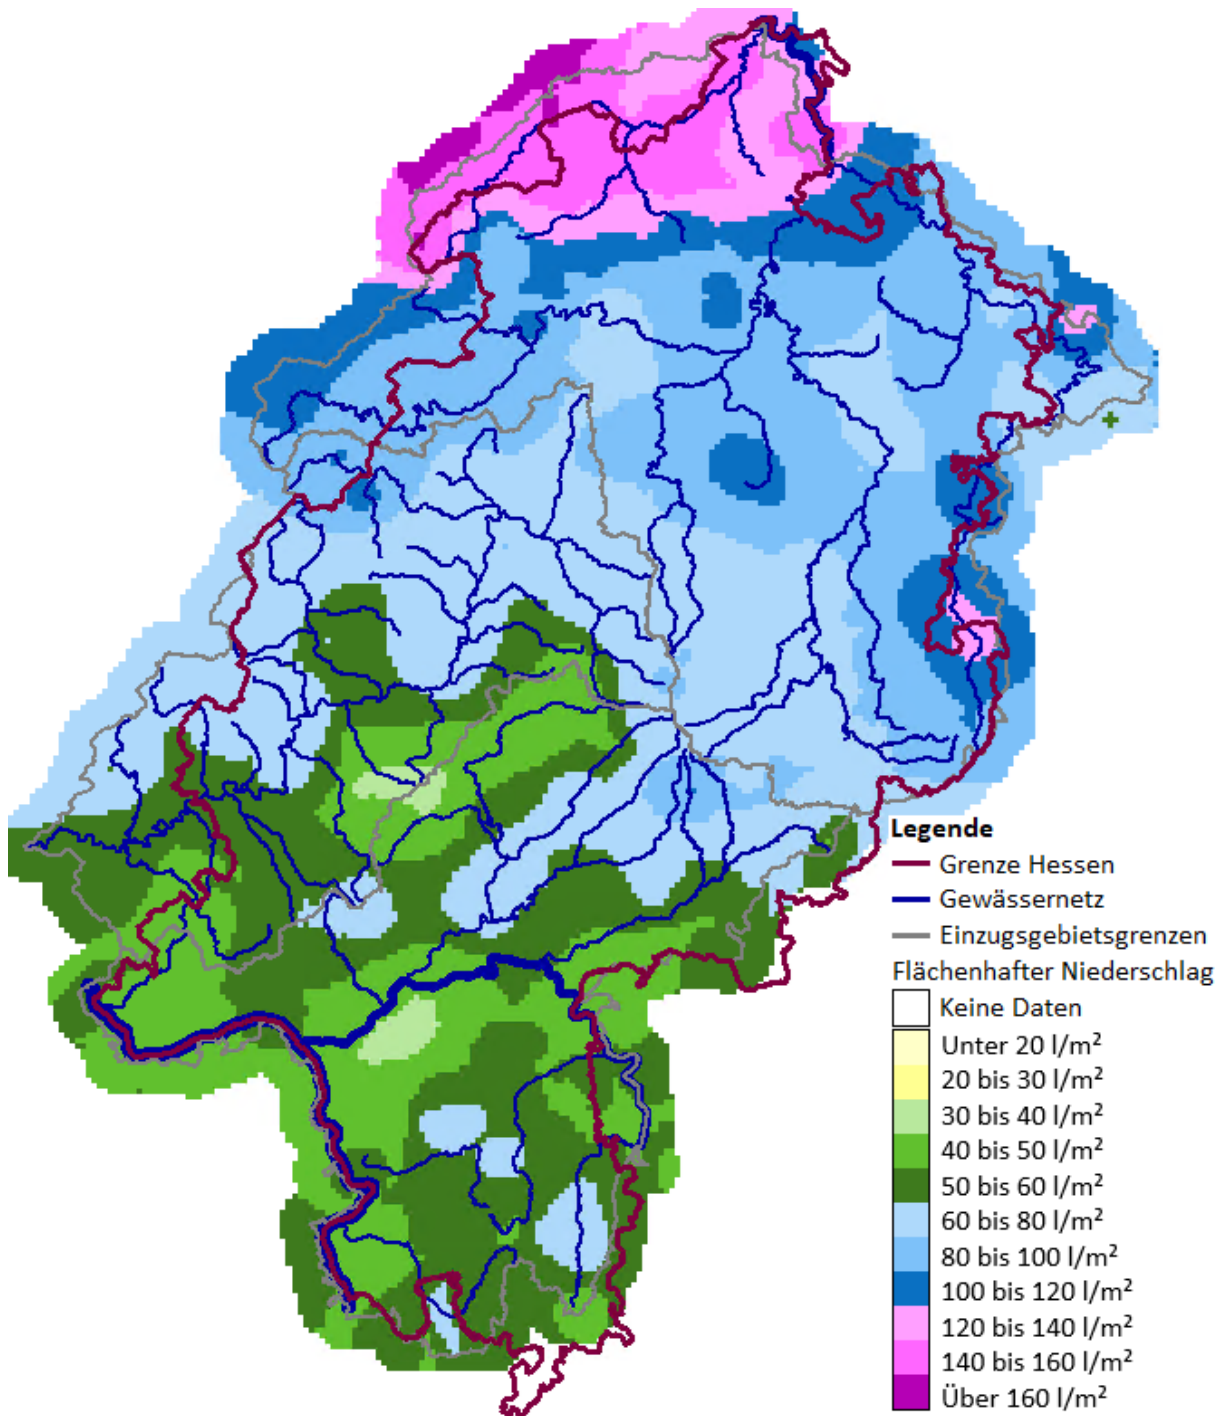 Legende
Grenze Hessen
Gewässernetz
Einzugsgebietsgrenzen
Flächenhafter Niederschlag
Keine Daten
Unter 20 l/m²
20 bis 30 l/m²
30 bis 40 l/m²
40 bis 50 l/m²
50 bis 60 l/m²
60 bis 80 l/m²
80 bis 100 l/m²
100 bis 120 l/m²
120 bis 140 l/m²
140 bis 160 l/m²
Über 160 l/m²